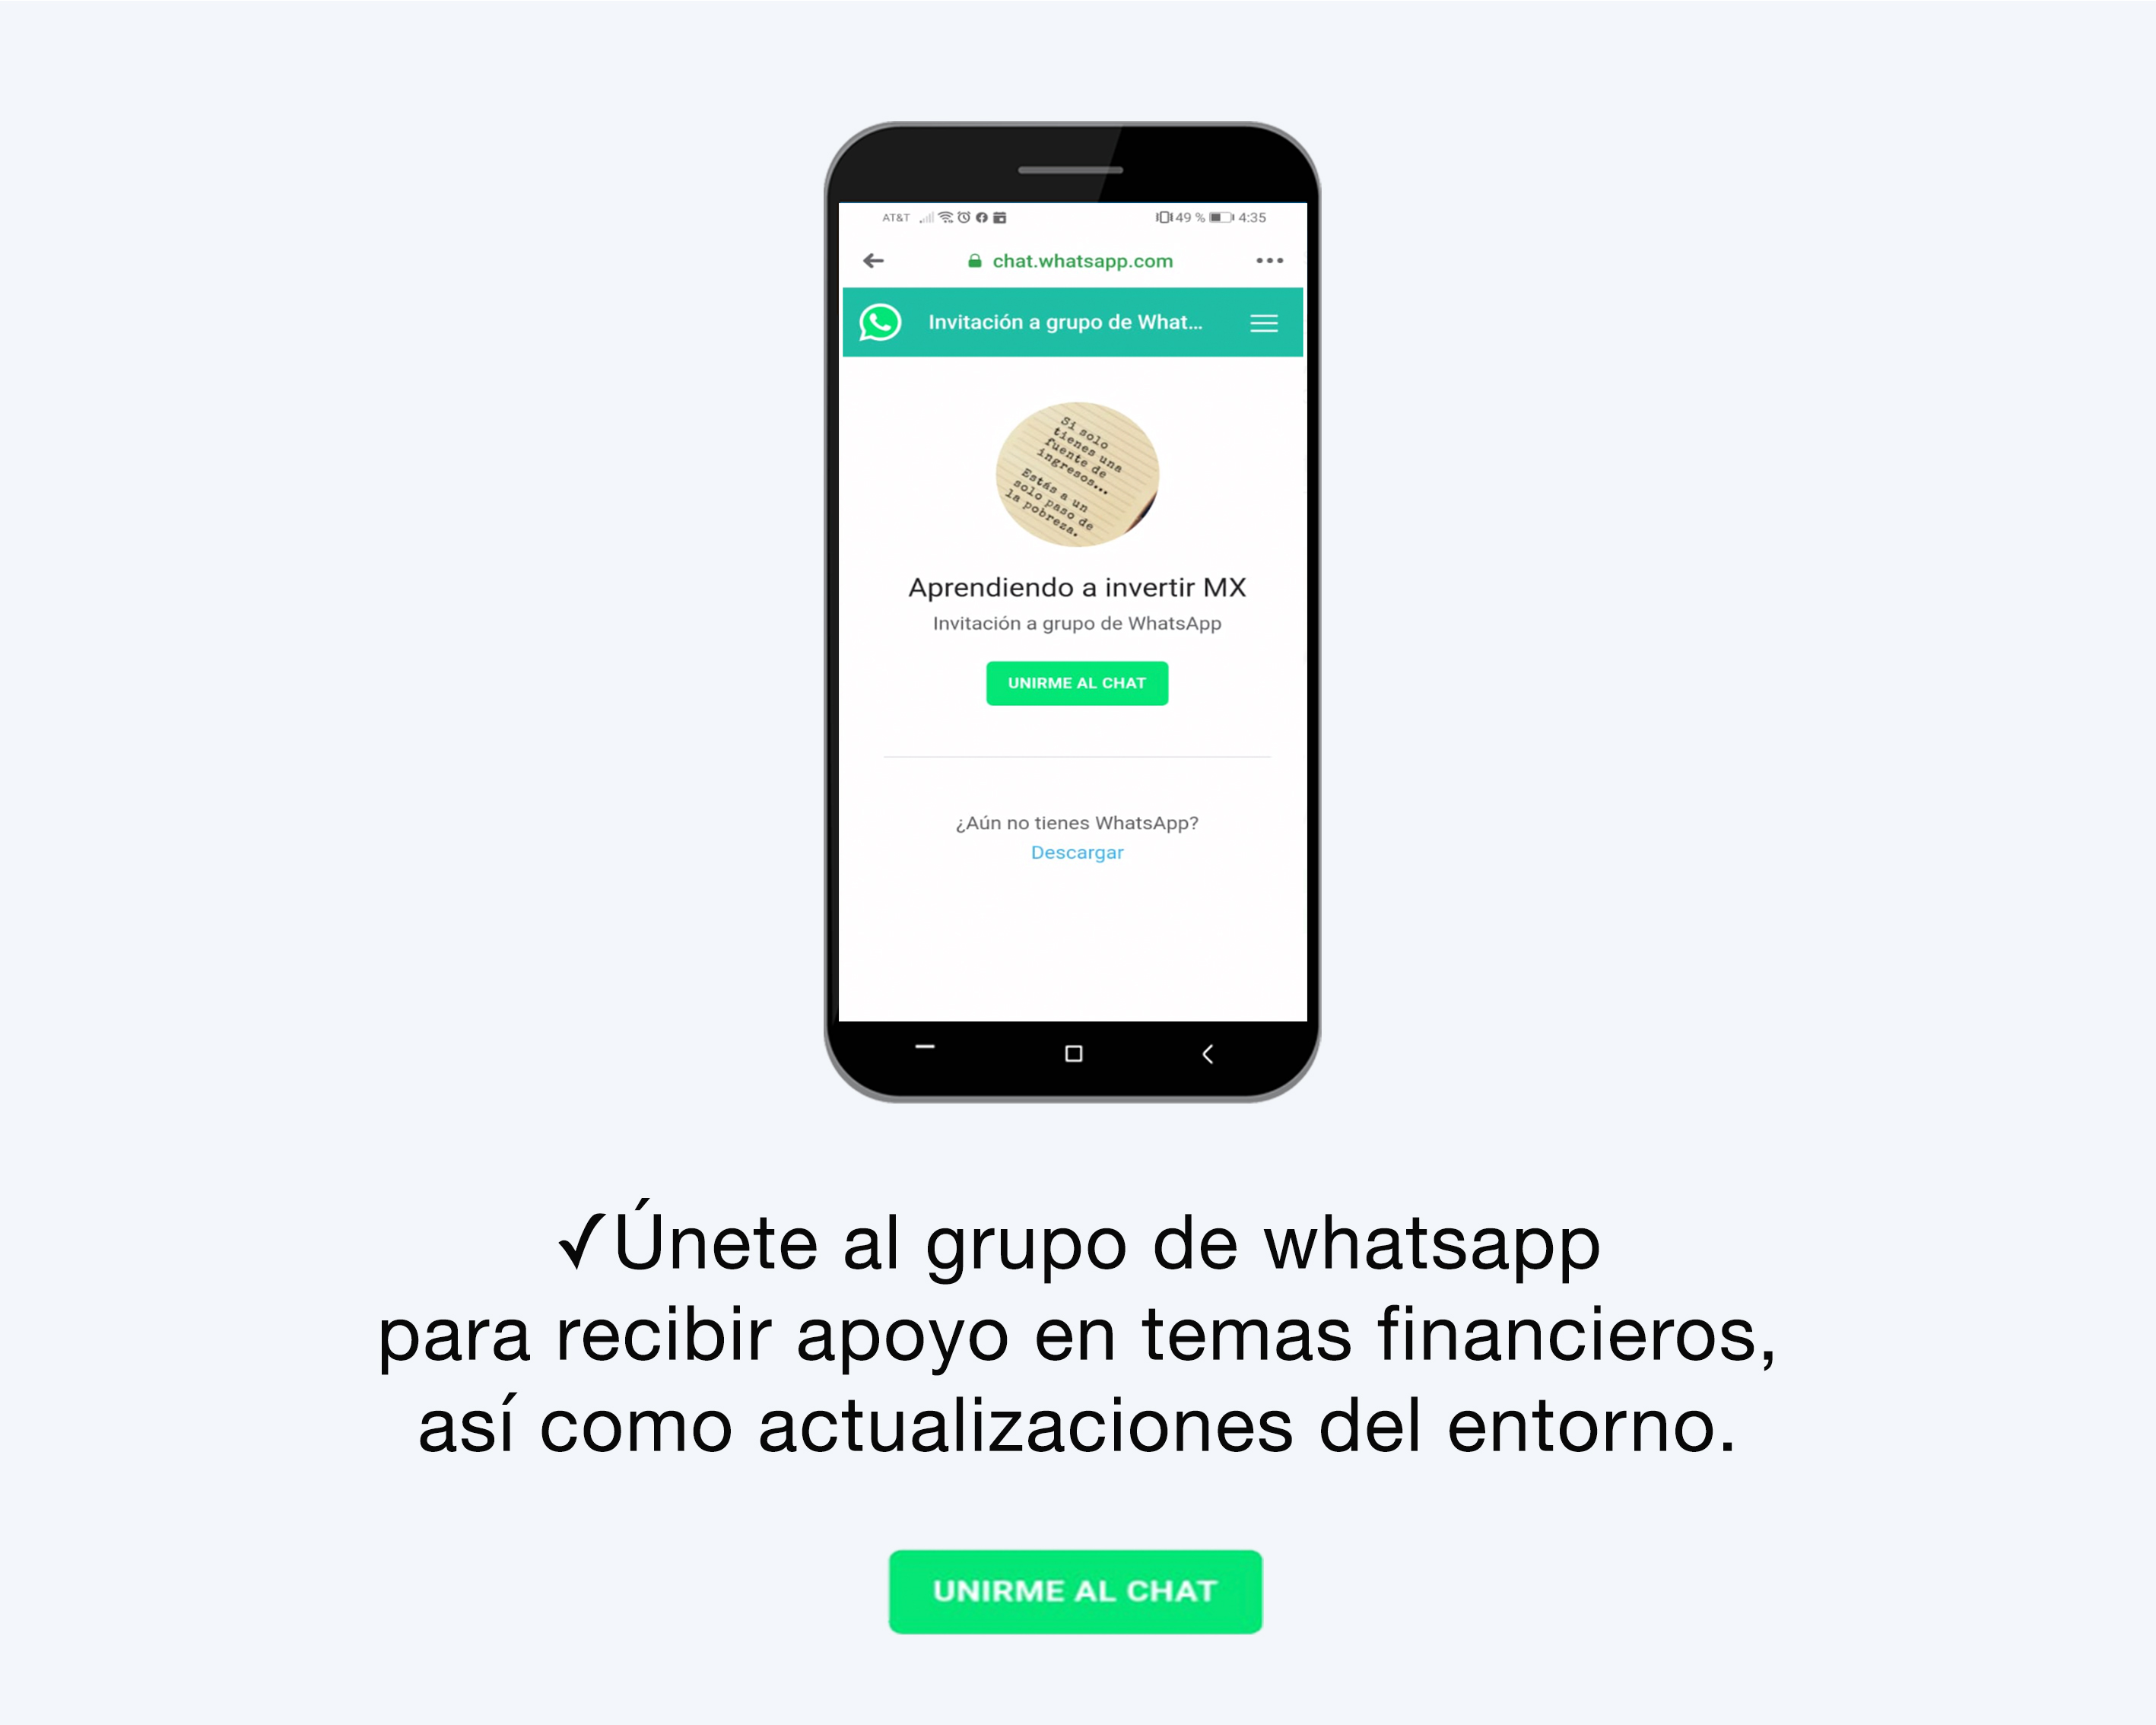 AT&T
49 %
4:35
chat.whatsapp.com
Invitación a grupo de What...
Si solo
tienes una
fuente de
ingresos...
Estás a un
solo paso de
la pobreza.
Aprendiendo a invertir MX
Invitación a grupo de WhatsApp
UNIRME AL CHAT
¿Aún no tienes WhatsApp?
Descargar
✓Únete al grupo de whatsapp
para recibir apoyo en temas financieros,
así como actualizaciones del entorno.
UNIRME AL CHAT